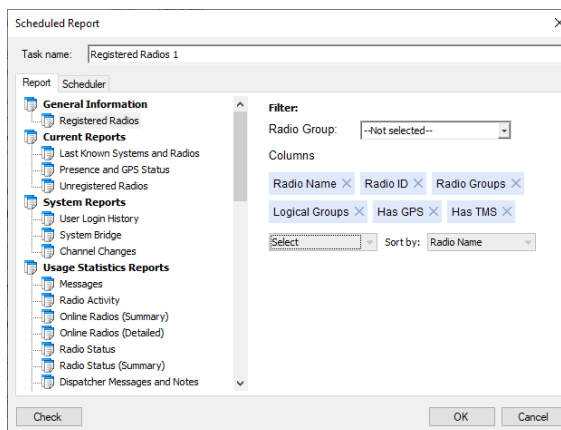 Scheduled Report
Task name: Registered Radios 1
Report Scheduler
General Information
Registered Radios
Current Reports
Last Known Systems and Radios
Presence and GPS Status
Unregistered Radios
System Reports
User Login History
System Bridge
Channel Changes
Usage Statistics Reports
Messages
Radio Activity
Online Radios (Summary)
Online Radios (Detailed)
Radio Status
Radio Status (Summary)
Dispatcher Messages and Notes
Filter:
Radio Group: --Not selected--
Columns
Radio Name Radio ID Radio Groups
Logical Groups Has GPS Has TMS
Select Sort by: Radio Name
Check OK Cancel